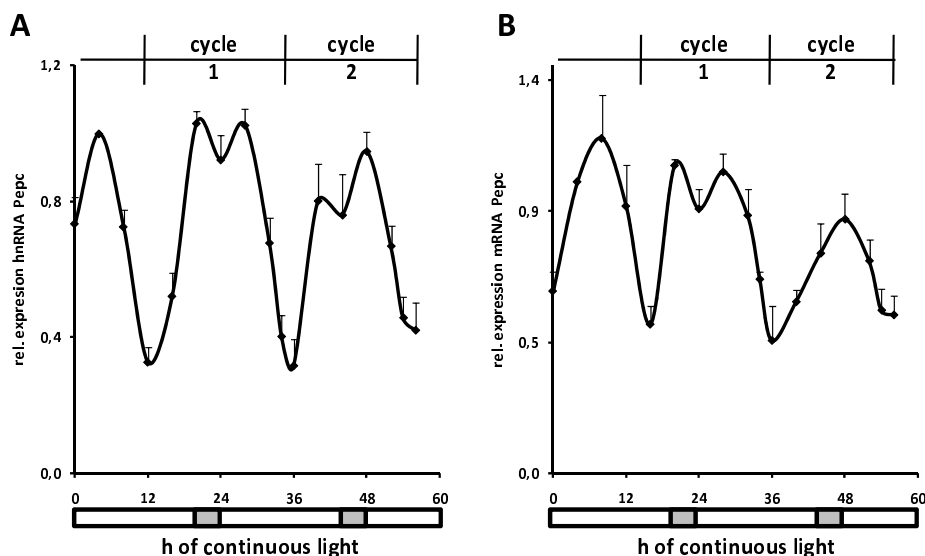 A
cycle
cycle
1
2
1,2
0,8
0,4
0,0
rel. expression hnRNA Pepc
0 12 24 36 48 60
h of continuous light
B
cycle
cycle
1
2
1,4
0,9
0,5
0,0
rel. expression mRNA Pepc
0 12 24 36 48 60
h of continuous light